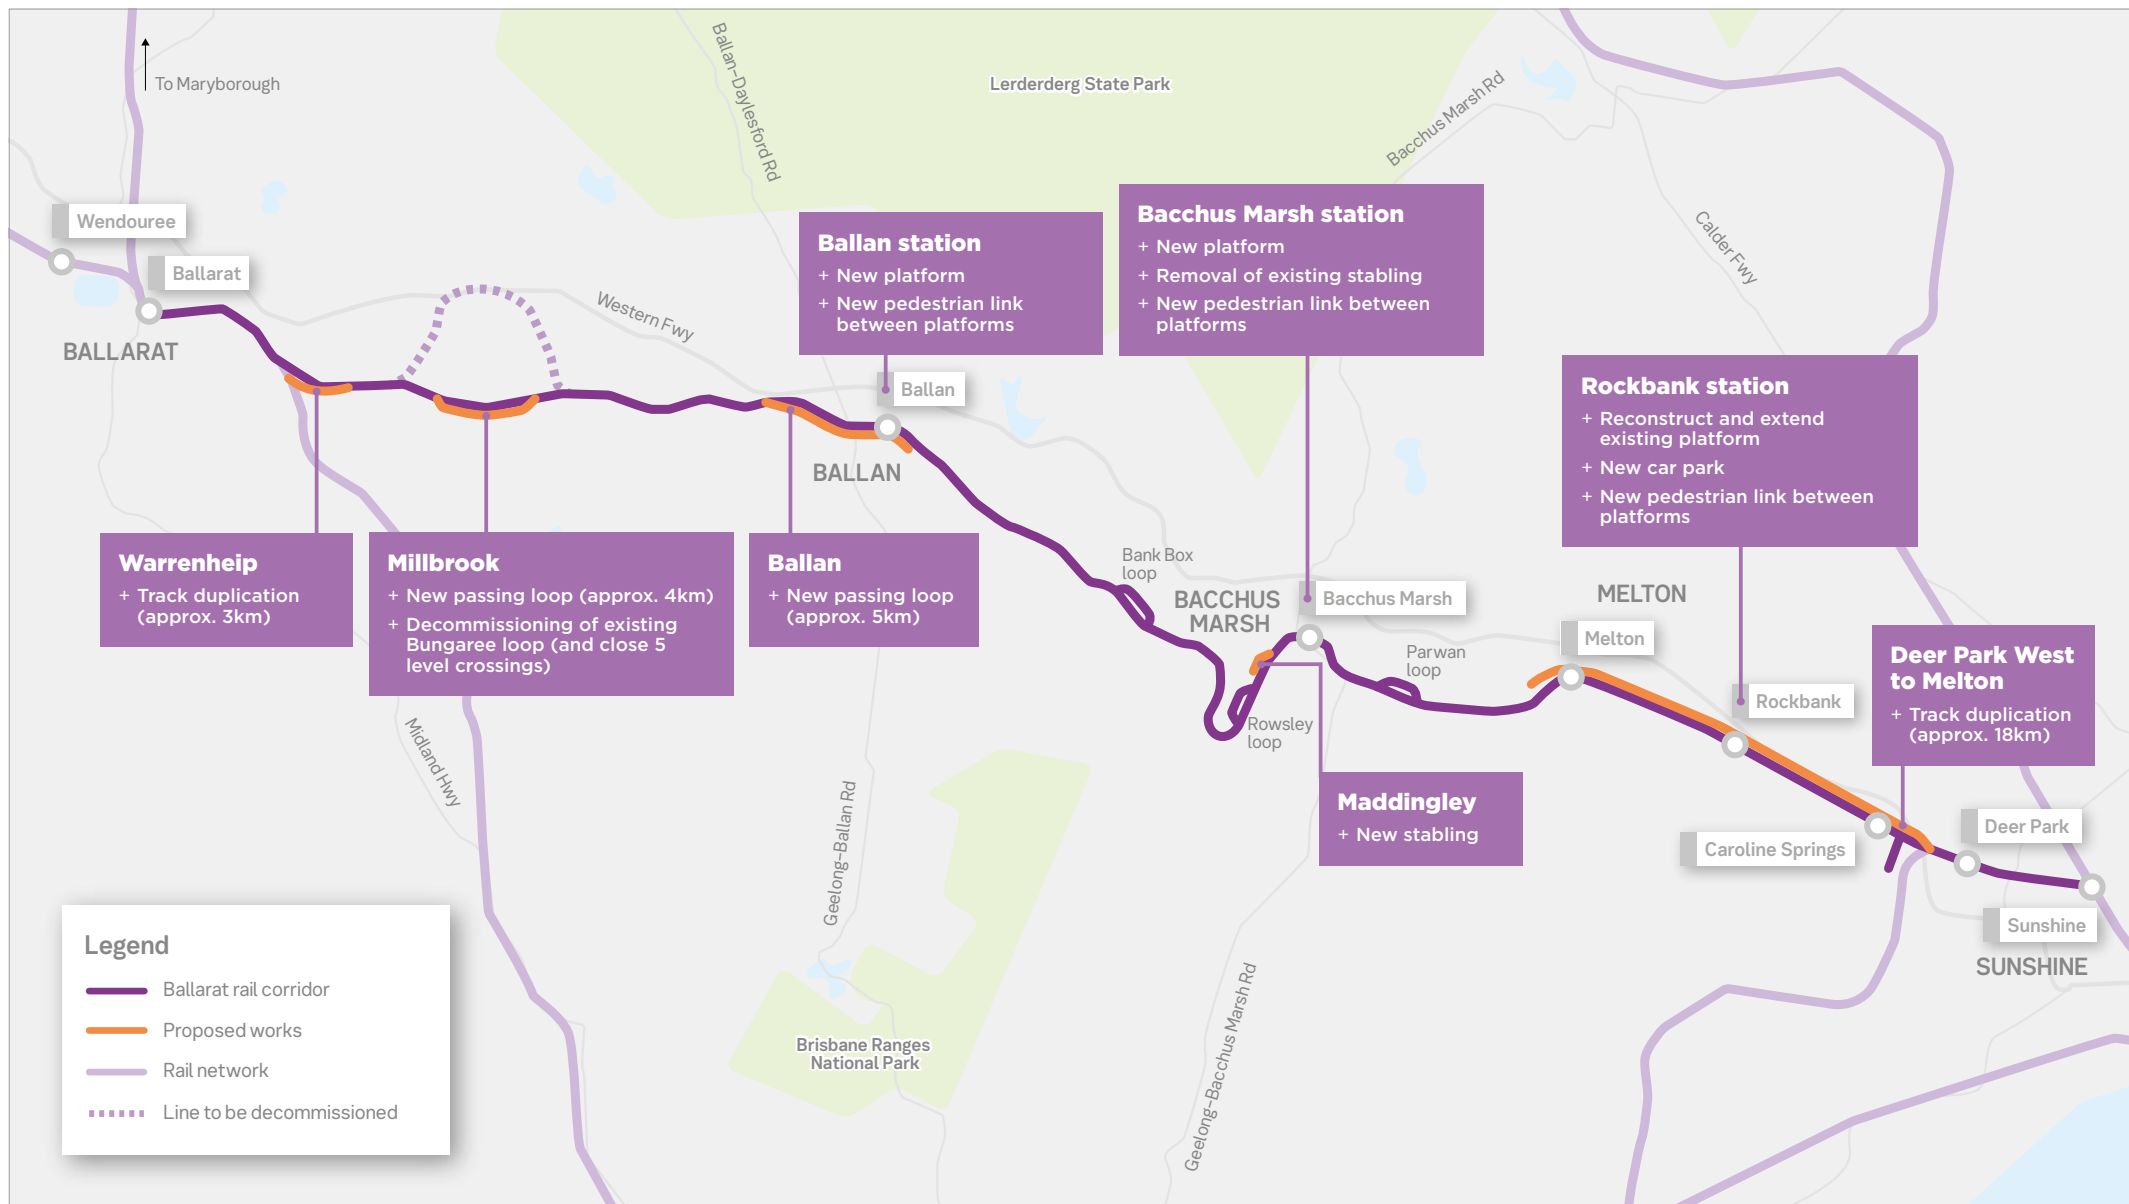 To Maryborough
Ballan-Daylesford Rd
Lerderderg State Park
Bacchus Marsh Rd
Calder Fwy
Wendouree
Ballarat
BALLARAT
Western Fwy
Ballan station
+ New platform
+ New pedestrian link
between platforms
Bacchus Marsh station
+ New platform
+ Removal of existing stabling
+ New pedestrian link between
platforms
Rockbank station
+ Reconstruct and extend
existing platform
+ New car park
+ New pedestrian link between
platforms
Ballan
BALLAN
Warrenheip
+ Track duplication
(approx. 3km)
Millbrook
+ New passing loop (approx. 4km)
+ Decommissioning of existing
Bungaree loop (and close 5
level crossings)
Ballan
+ New passing loop
(approx. 5km)
Bank Box
loop
BACCHUS
MARSH
Bacchus Marsh
MELTON
Melton
Parwan
loop
Rowsley
loop
Rockbank
Deer Park West
to Melton
+ Track duplication
(approx. 18km)
Maddingley
+ New stabling
Caroline Springs
Deer Park
Sunshine
SUNSHINE
Midland Hwy
Geelong-Ballan Rd
Geelong-Bacchus Marsh Rd
Brisbane Ranges
National Park
Legend
Ballarat rail corridor
Proposed works
Rail network
Line to be decommissioned